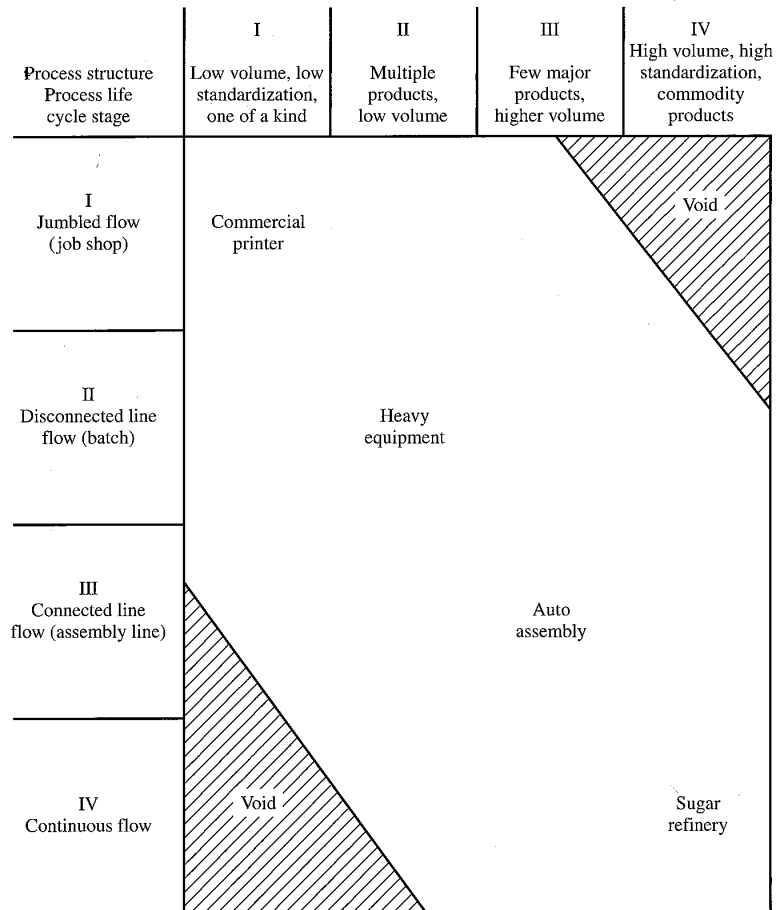 I
Low volume, low
standardization,
one of a kind
II
Multiple
products,
low volume
III
Few major
products,
higher volume
IV
High volume, high
standardization,
commodity
products
Process structure
Process life
cycle stage
I
Jumbled flow
(job shop)
Commercial
printer
Void
II
Disconnected line
flow (batch)
Heavy
equipment
III
Connected line
flow (assembly line)
Auto
assembly
IV
Continuous flow
Void
Sugar
refinery